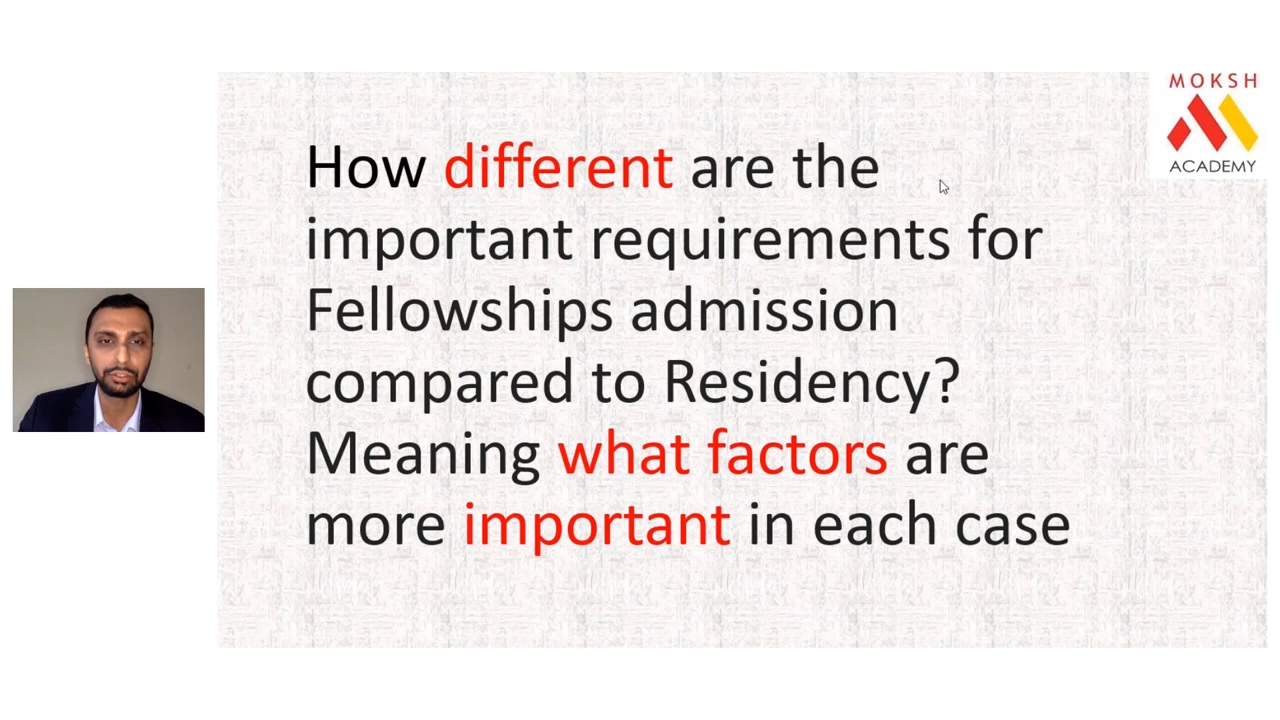 MOKSH
ACADEMY
How different are the
important requirements for
Fellowships admission
compared to Residency?
Meaning what factors are
more important in each case